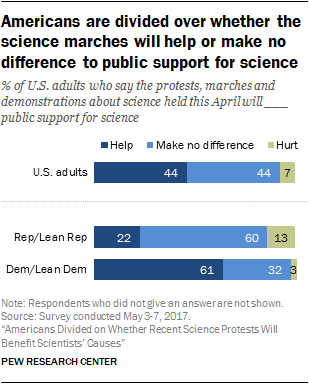 Americans are divided over whether the
science marches will help or make no
difference to public support for science
% of U.S. adults who say the protests, marches and
demonstrations about science held this April will ___
public support for science
Help Make no difference Hurt
U.S. adults 44 44 7
Rep/Lean Rep 22 60 13
Dem/Lean Dem 61 32 3
Note: Respondents who did not give an answer are not shown.
Source: Survey conducted May 3-7, 2017.
“Americans Divided on Whether Recent Science Protests Will
Benefit Scientists’ Causes”
PEW RESEARCH CENTER